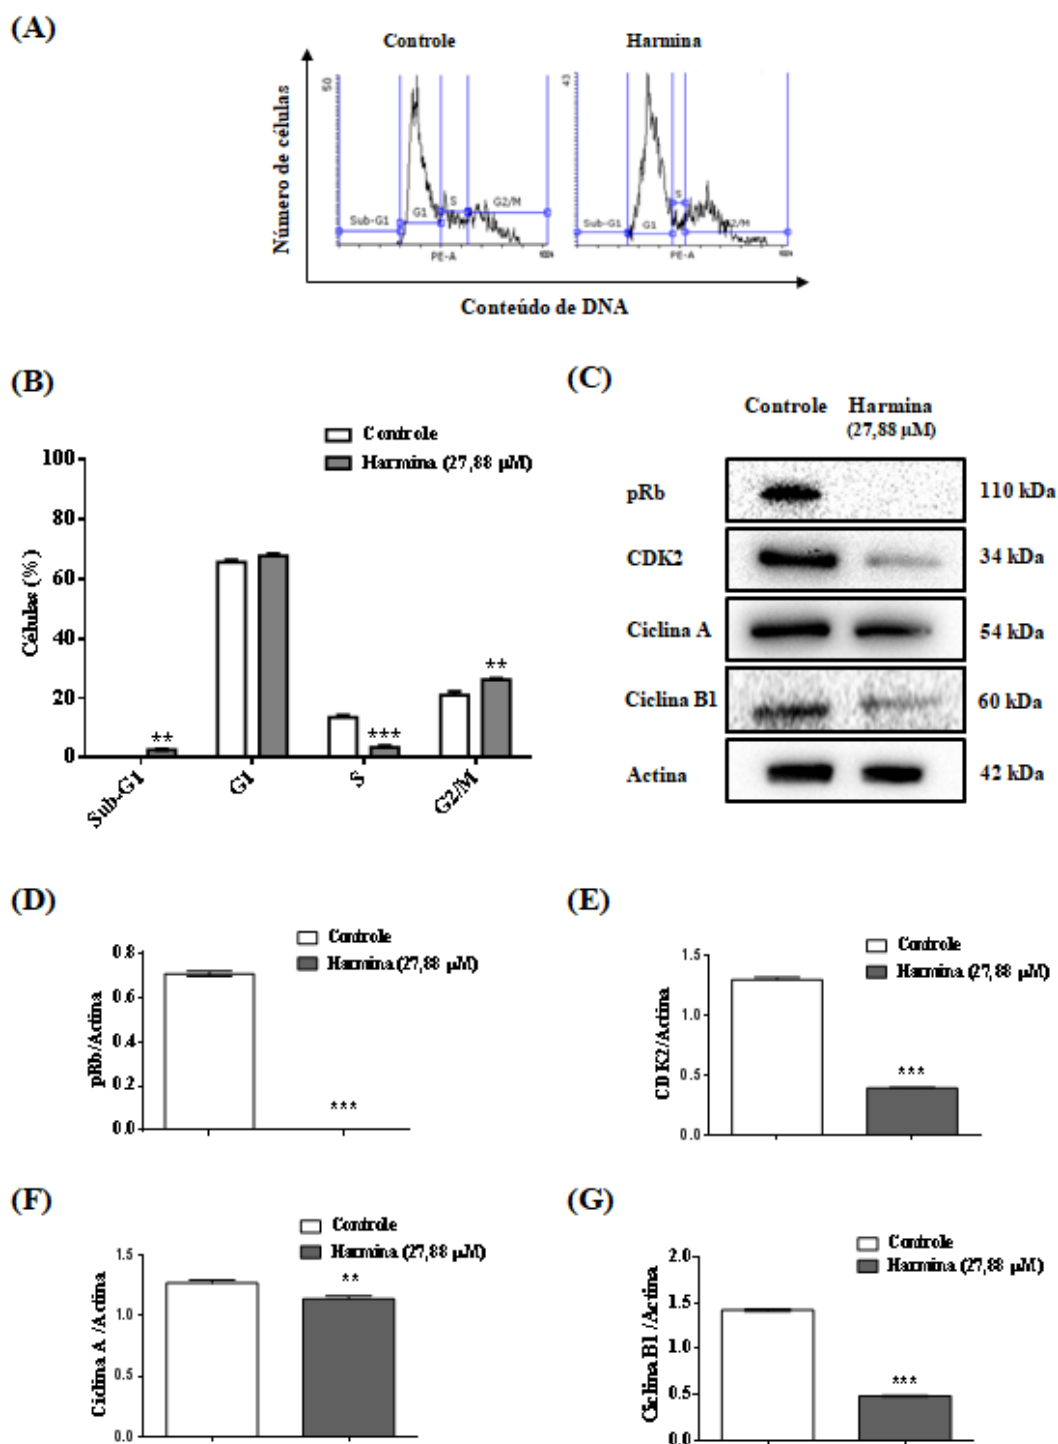 (A)
Controle
Harmina
Número de células
50
Sub-G1
G1
S
G2/M
PE-A
1024
43
Sub-G1
G1
S
G2/M
PE-A
1024
Conteúdo de DNA
(B)
Controle
Harmina (27,88 µM)
Células (%)
100
80
60
40
20
0
**
***
**
Sub-G1
G1
S
G2/M
(C)
Controle
Harmina
(27,88 µM)
pRb
110 kDa
CDK2
34 kDa
Ciclina A
54 kDa
Ciclina B1
60 kDa
Actina
42 kDa
(D)
Controle
Harmina (27,88 µM)
pRb/Actina
0.8
0.6
0.4
0.2
0.0
***
(E)
Controle
Harmina (27,88 µM)
CDK2/Actina
1.5
1.0
0.5
0.0
***
(F)
Controle
Harmina (27,88 µM)
Ciclina A /Actina
1.5
1.0
0.5
0.0
**
(G)
Controle
Harmina (27,88 µM)
Ciclina B1 /Actina
2.0
1.5
1.0
0.5
0.0
***